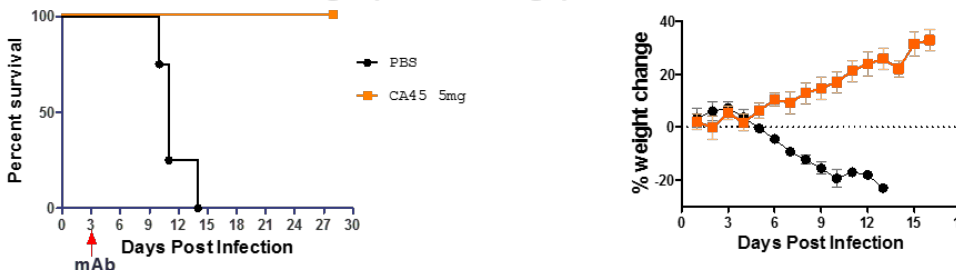 Percent survival
100
50
0
0 3 6 9 12 15 18 21 24 27 30
Days Post Infection
mAb
PBS
CA45 5mg
% weight change
40
20
0
-20
0 3 6 9 12 15
Days Post Infection